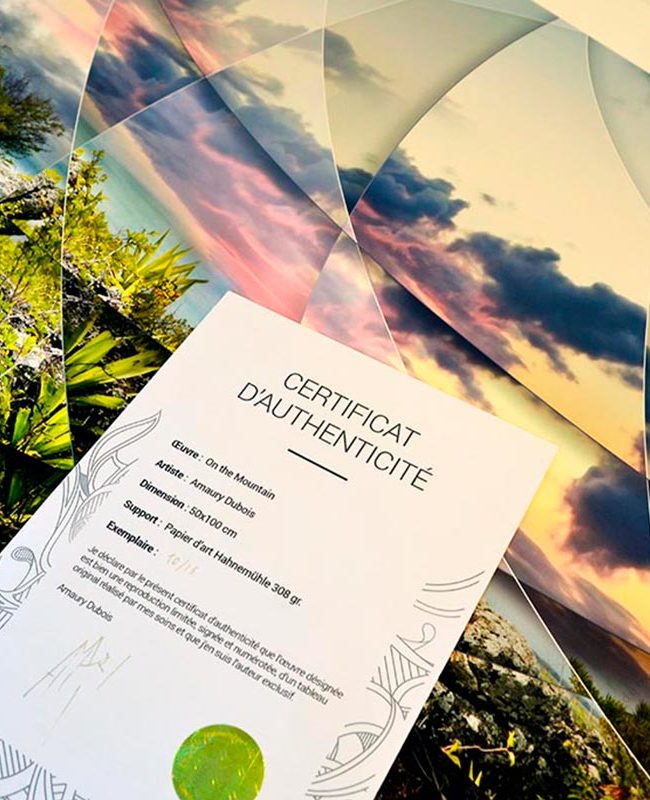 CERTIFICAT
D'AUTHENTICITÉ
Œuvre : On the Mountain
Artiste : Amaury Dubois
Dimension : 50x100 cm
Support : Papier d'art Hahnemühle 308 gr.
Exemplaire : 10/15
Je déclare par le présent certificat d'authenticité que l'œuvre désignée
est bien une reproduction limitée, signée et numérotée, d'un tableau
original réalisé par mes soins et que j'en suis l'auteur exclusif.
Amaury Dubois